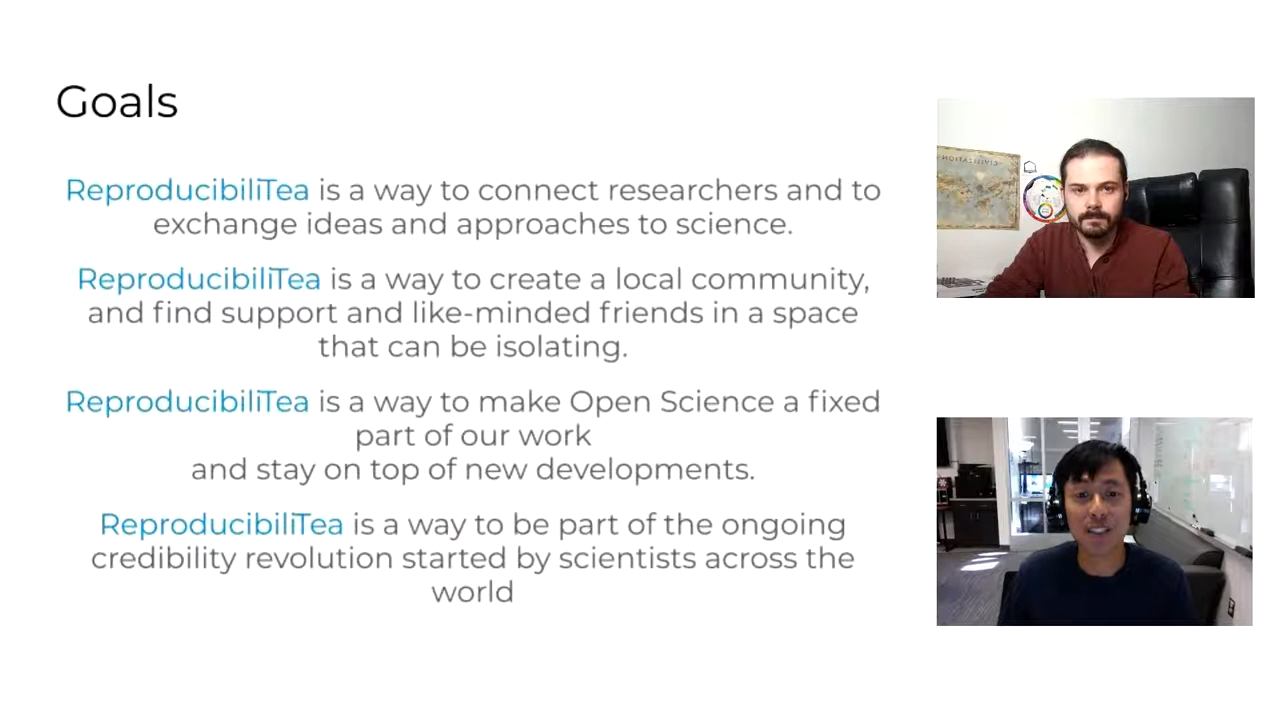 Goals
ReproducibiliTea is a way to connect researchers and to
exchange ideas and approaches to science.
ReproducibiliTea is a way to create a local community,
and find support and like-minded friends in a space
that can be isolating.
ReproducibiliTea is a way to make Open Science a fixed
part of our work
and stay on top of new developments.
ReproducibiliTea is a way to be part of the ongoing
credibility revolution started by scientists across the
world
CIVILIZATION